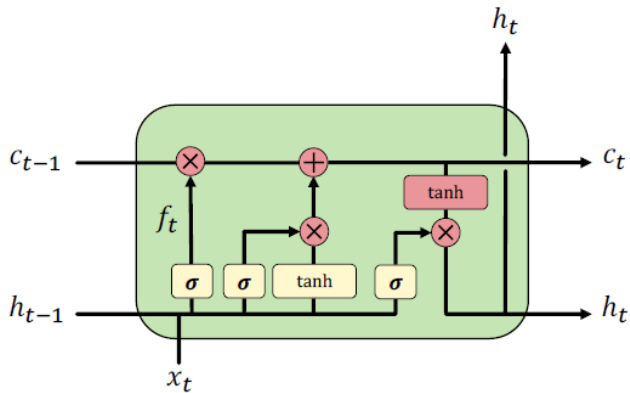 h_t
c_{t-1}
×
+
c_t
tanh
f_t
×
×
σ
σ
tanh
σ
h_{t-1}
h_t
x_t